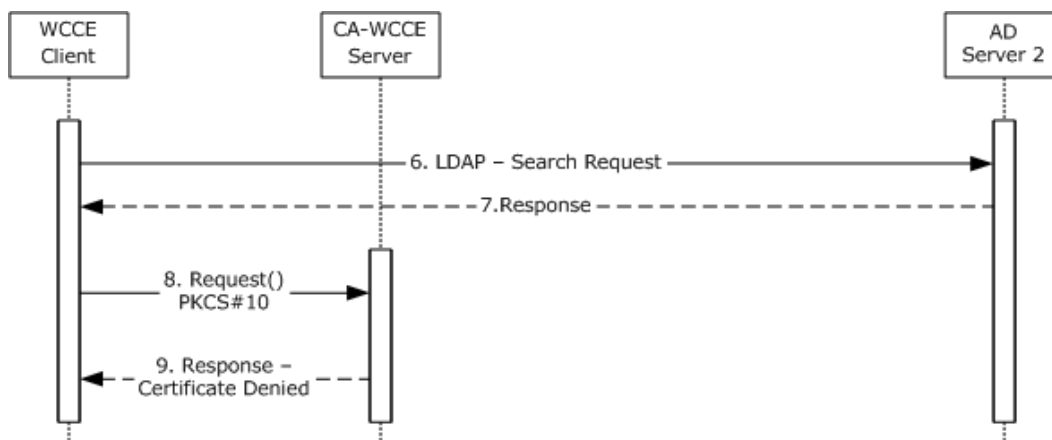 WCCE
Client
CA-WCCE
Server
AD
Server 2
6. LDAP – Search Request
7.Response
8. Request()
PKCS#10
9. Response –
Certificate Denied